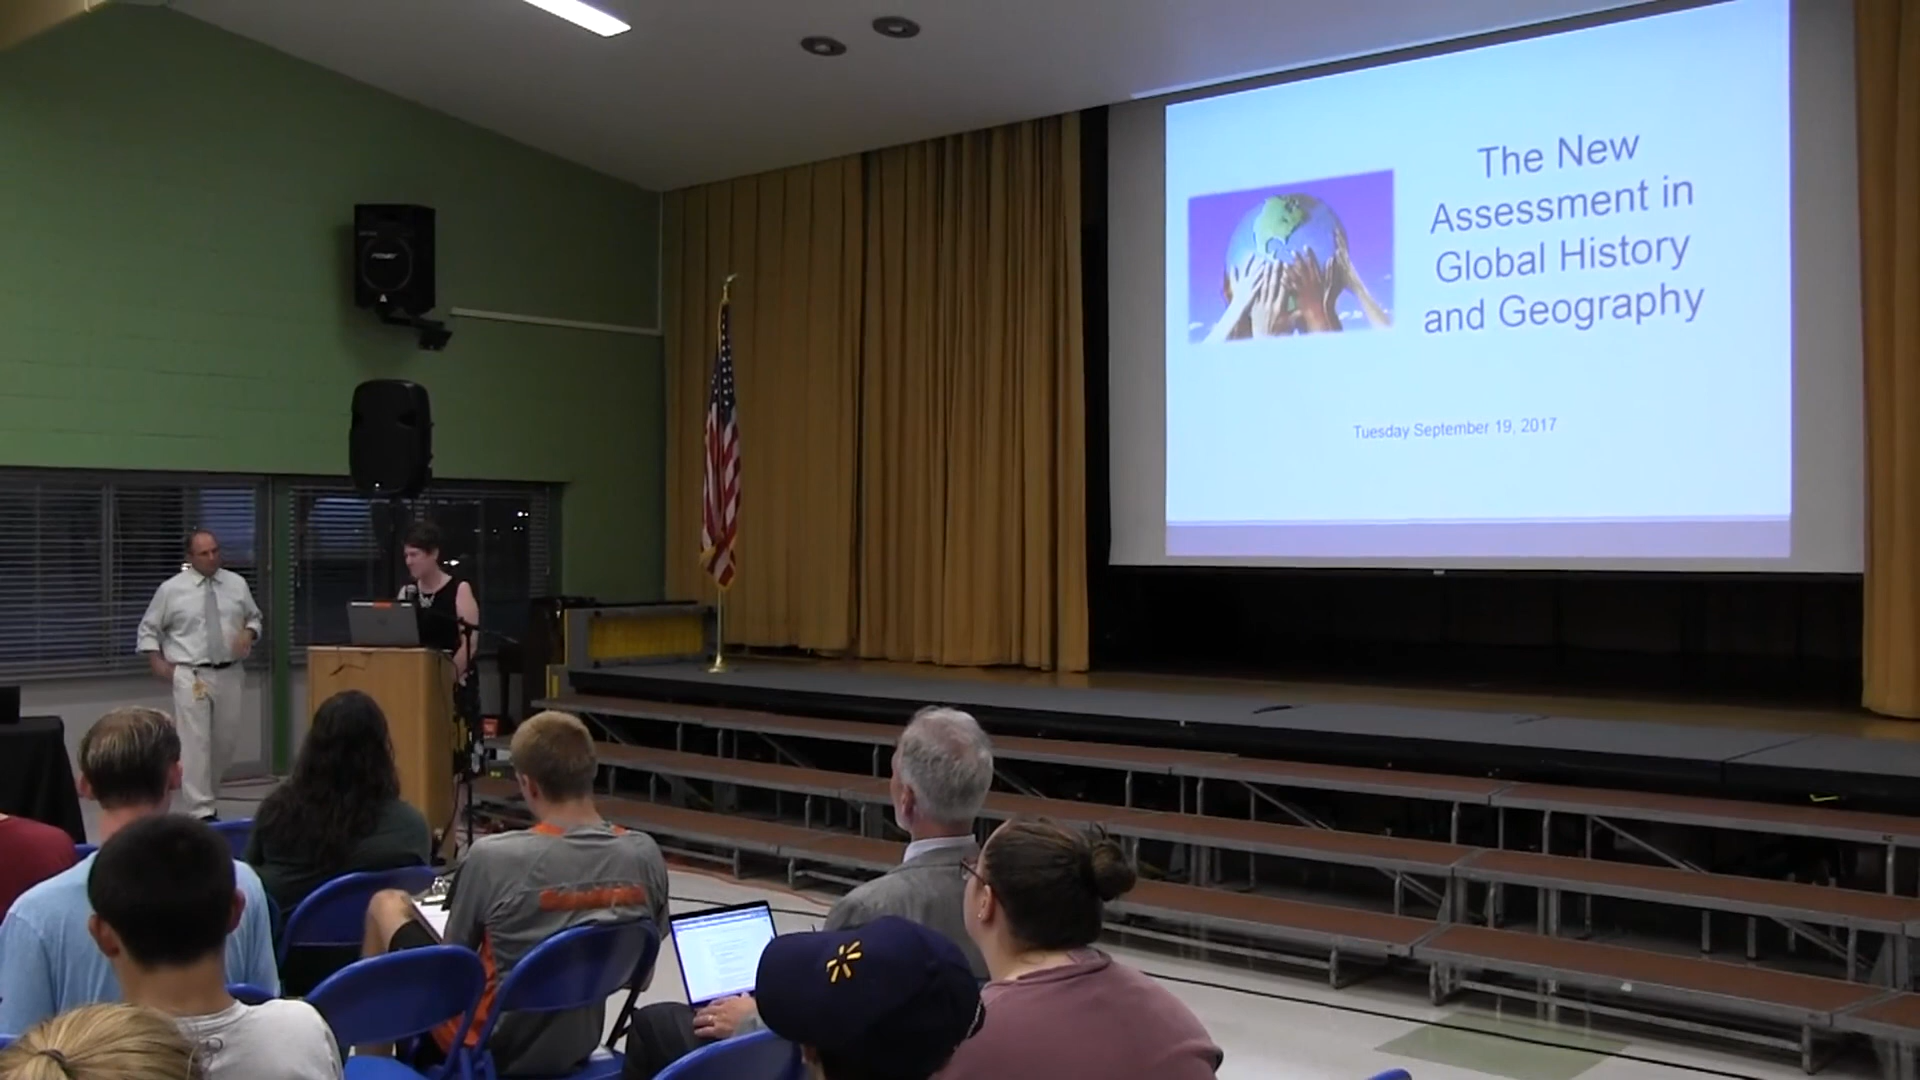 The New
Assessment in
Global History
and Geography
Tuesday September 19, 2017